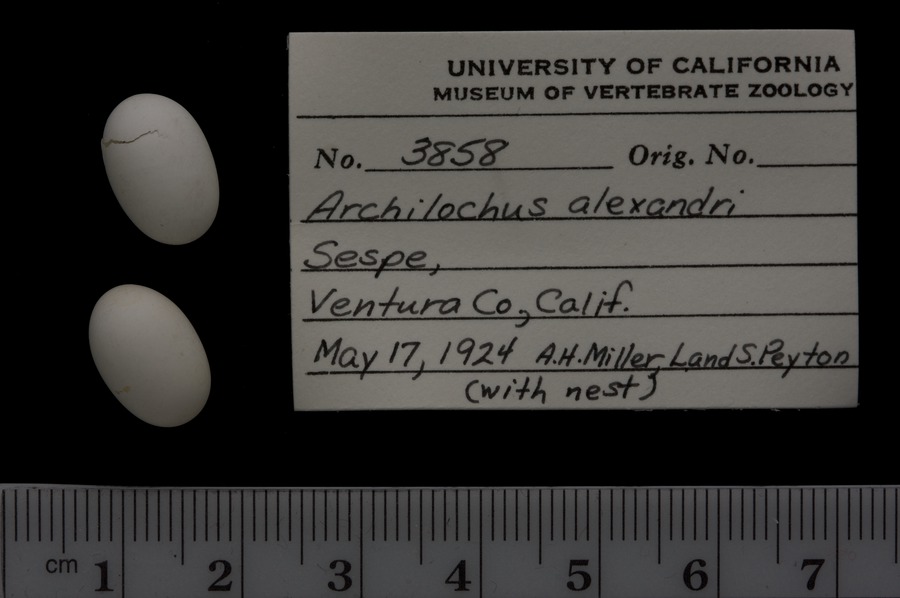 UNIVERSITY OF CALIFORNIA
MUSEUM OF VERTEBRATE ZOOLOGY
No. 3858 Orig. No.
Archilochus alexandri
Sespe,
Ventura Co, Calif.
May 17, 1924 A.H. Miller, L and S. Peyton
(with nest)
cm 1 2 3 4 5 6 7